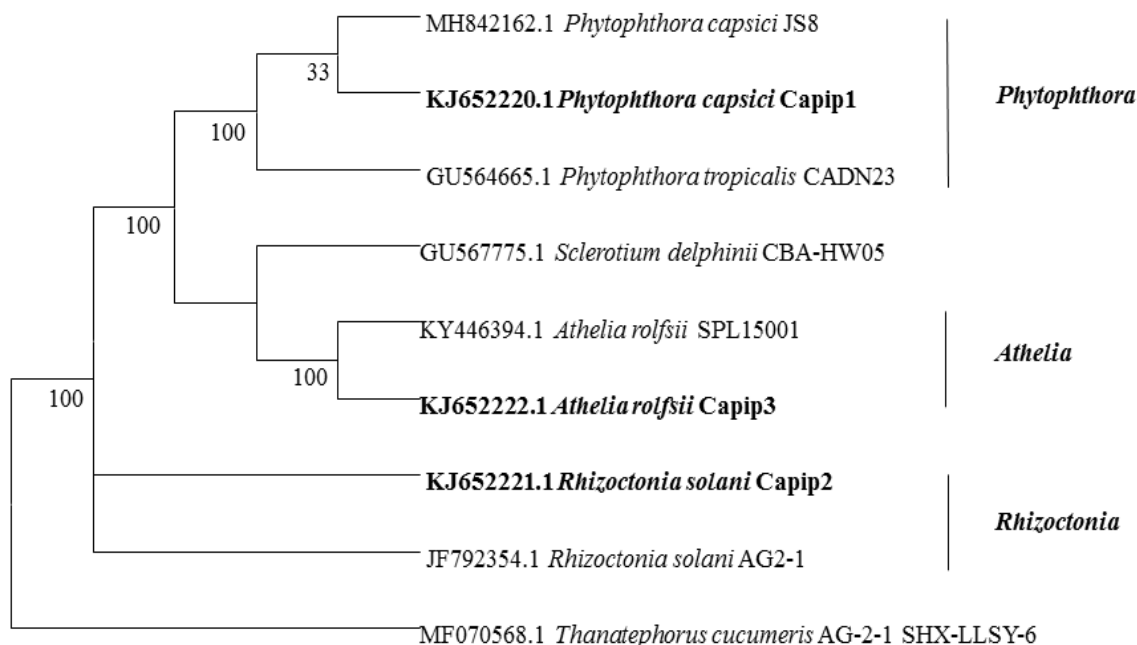 MH842162.1 Phytophthora capsici JS8
33
KJ652220.1 Phytophthora capsici Capip1
Phytophthora
100
GU564665.1 Phytophthora tropicalis CADN23
100
GU567775.1 Sclerotium delphinii CBA-HW05
KY446394.1 Athelia rolfsii SPL15001
Athelia
100
100
KJ652222.1 Athelia rolfsii Capip3
KJ652221.1 Rhizoctonia solani Capip2
Rhizoctonia
JF792354.1 Rhizoctonia solani AG2-1
MF070568.1 Thanatephorus cucumeris AG-2-1 SHX-LLSY-6